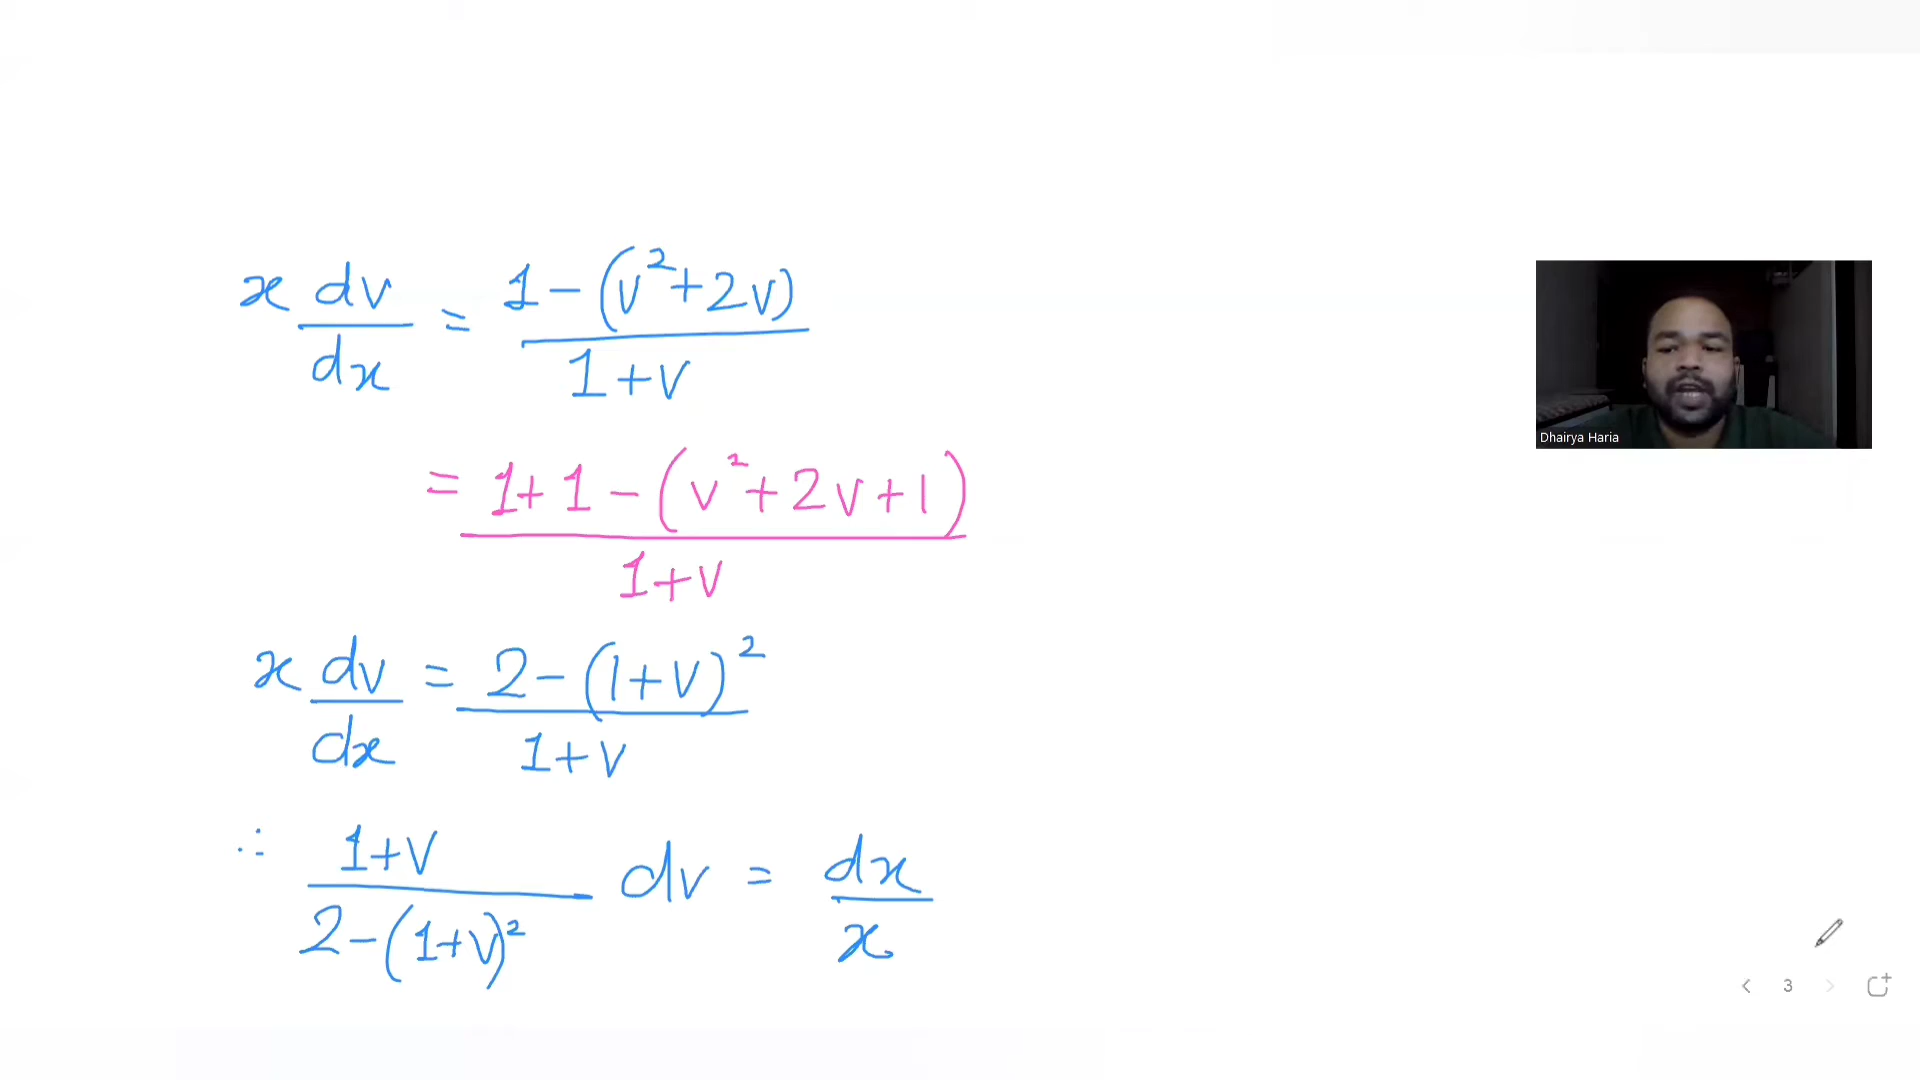 x dv/dx = 1-(v²+2v)/1+v
= 1+1-(v²+2v+1)/1+v
x dv/dx = 2-(1+v)²/1+v
∴ 1+v/2-(1+v)² dv = dx/x
Dhairya Haria
3